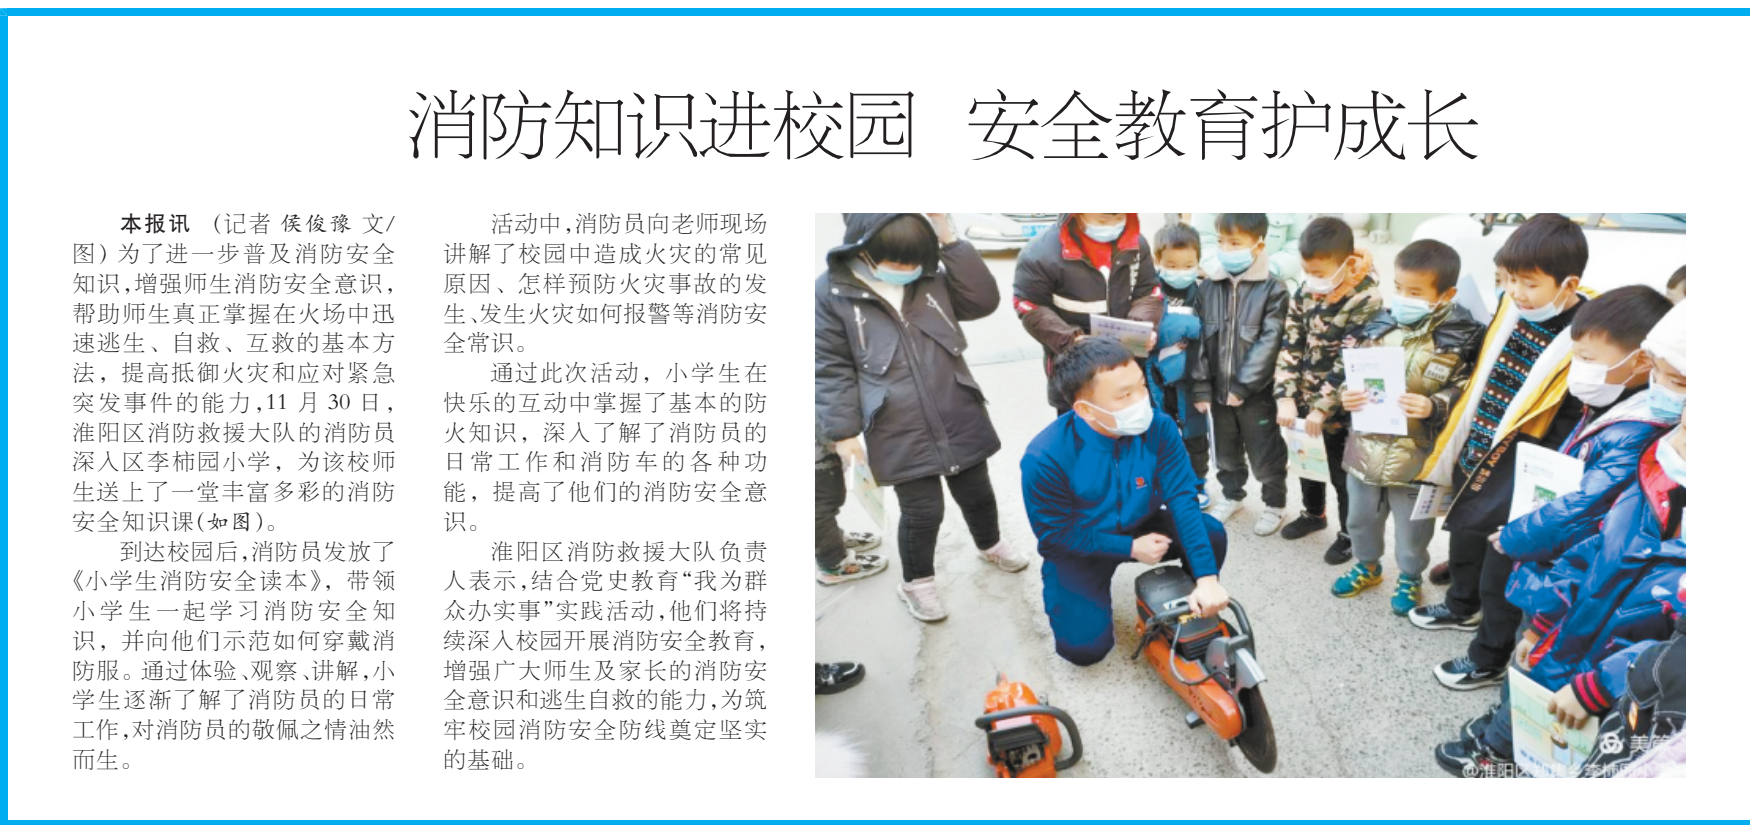 消防知识进校园 安全教育护成长
本报讯 (记者 侯俊豫 文/
图) 为了进一步普及消防安全
知识,增强师生消防安全意识,
帮助师生真正掌握在火场中迅
速逃生、自救、互救的基本方
法, 提高抵御火灾和应对紧急
突发事件的能力,11 月 30 日,
淮阳区消防救援大队的消防员
深入区李柿园小学, 为该校师
生送上了一堂丰富多彩的消防
安全知识课(如图)。
到达校园后,消防员发放了
《小学生消防安全读本》, 带领
小学生一起学习消防安全知
识, 并向他们示范如何穿戴消
防服。通过体验、观察、讲解,小
学生逐渐了解了消防员的日常
工作,对消防员的敬佩之情油然
而生。
活动中,消防员向老师现场
讲解了校园中造成火灾的常见
原因、怎样预防火灾事故的发
生、发生火灾如何报警等消防安
全常识。
通过此次活动, 小学生在
快乐的互动中掌握了基本的防
火知识, 深入了解了消防员的
日常工作和消防车的各种功
能, 提高了他们的消防安全意
识。
淮阳区消防救援大队负责
人表示,结合党史教育“我为群
众办实事”实践活动,他们将持
续深入校园开展消防安全教育,
增强广大师生及家长的消防安
全意识和逃生自救的能力,为筑
牢校园消防安全防线奠定坚实
的基础。